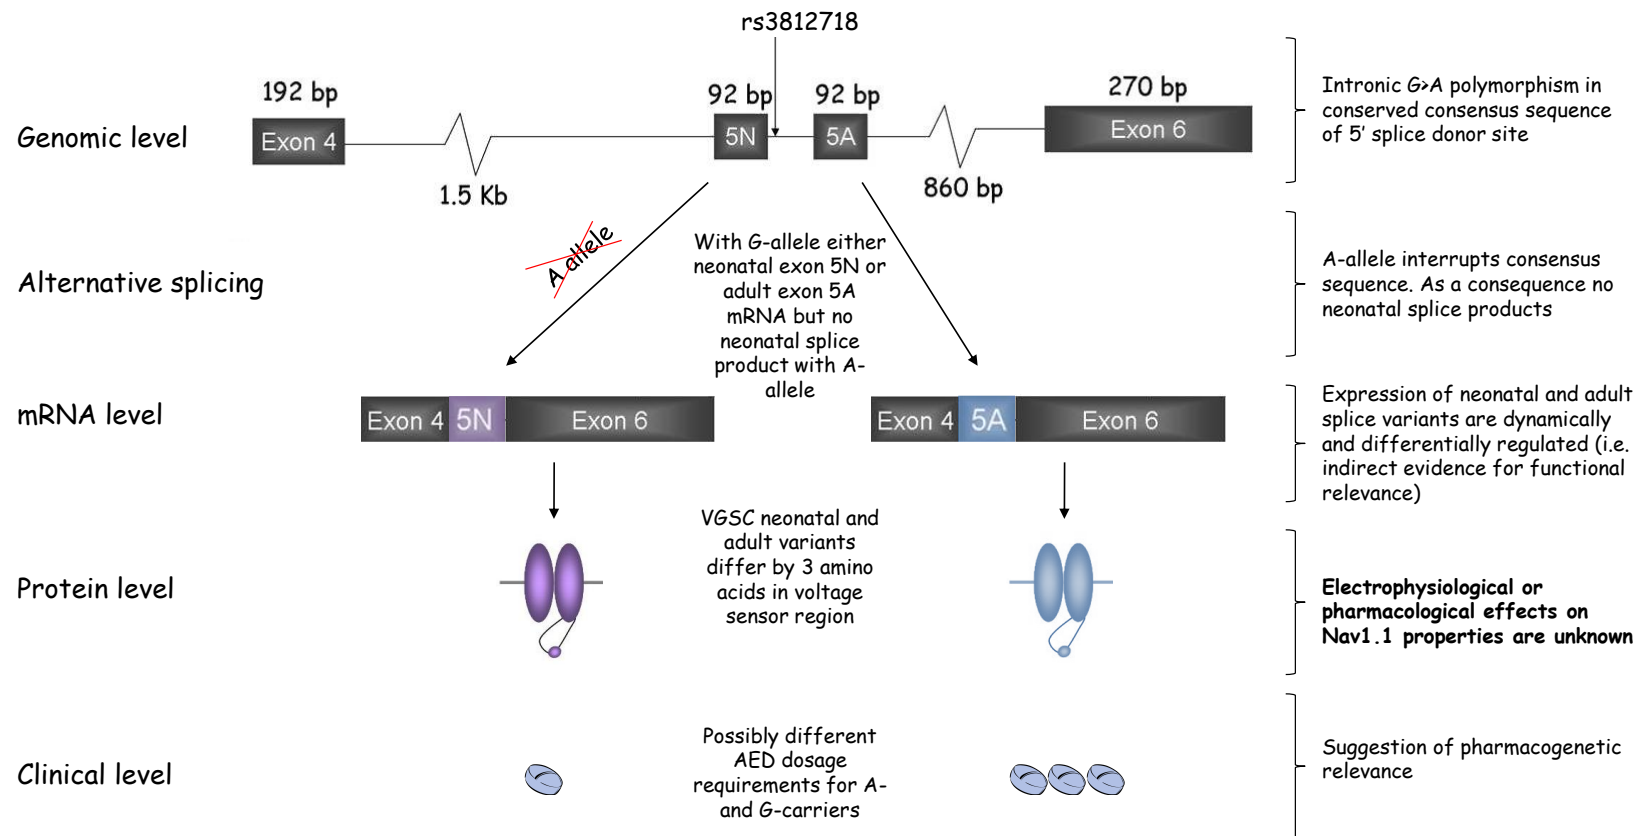 rs3812718
192 bp
92 bp
92 bp
270 bp
Genomic level
Exon 4
5N
5A
Exon 6
1.5 Kb
860 bp
Intronic G>A polymorphism in
conserved consensus sequence
of 5’ splice donor site
Alternative splicing
A allele
With G-allele either
neonatal exon 5N or
adult exon 5A
mRNA but no
neonatal splice
product with A-
allele
A-allele interrupts consensus
sequence. As a consequence no
neonatal splice products
mRNA level
Exon 4
5N
Exon 6
Exon 4
5A
Exon 6
Expression of neonatal and adult
splice variants are dynamically
and differentially regulated (i.e.
indirect evidence for functional
relevance)
Protein level
VGSC neonatal and
adult variants
differ by 3 amino
acids in voltage
sensor region
Electrophysiological or
pharmacological effects on
Nav1.1 properties are unknown
Clinical level
Possibly different
AED dosage
requirements for A-
and G-carriers
Suggestion of pharmacogenetic
relevance